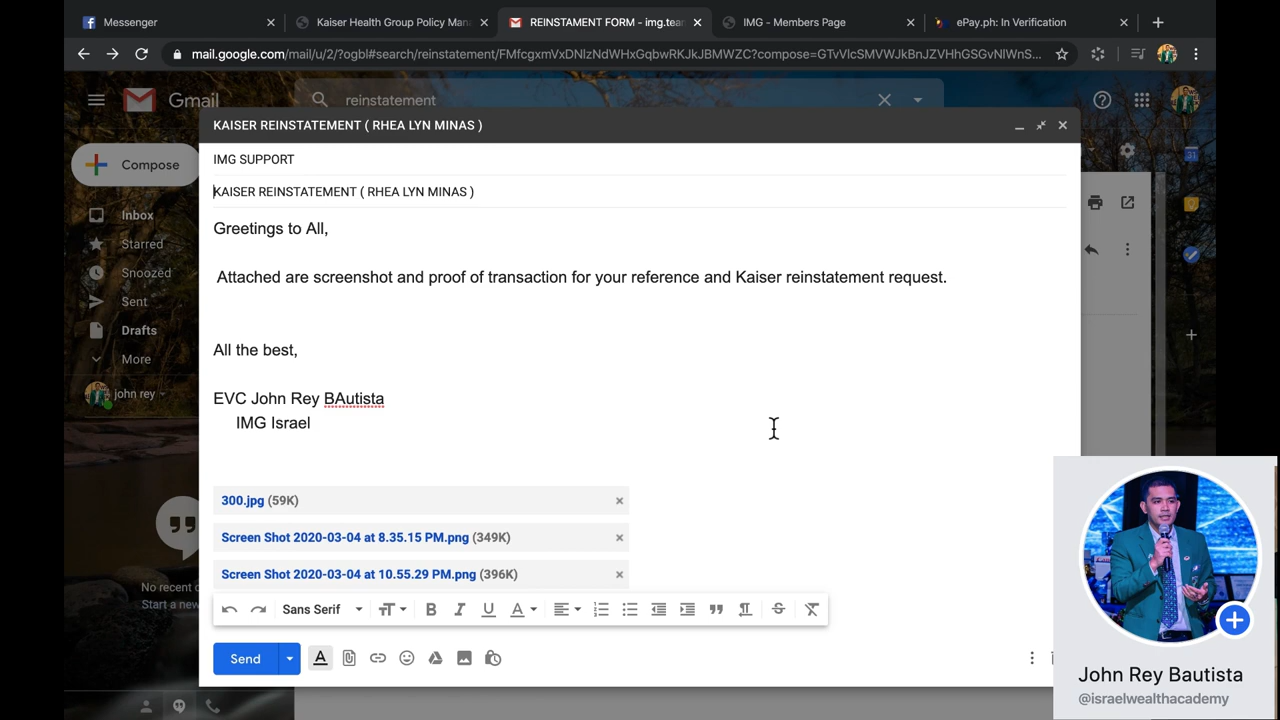 Messenger
Kaiser Health Group Policy Man
REINSTAMENT FORM - img.tear
IMG - Members Page
ePay.ph: In Verification
mail.google.com/mail/u/2/?ogbl#search/reinstatement/FMfcgxmVxDNlzNdWHxGqbwRKJkJBMWZC?compose=GTvVlcSMVWJkBnJZVHhGSGvNlWnS...
Gmail
reinstatement
Compose
Inbox
Starred
Snoozed
Sent
Drafts
More
john rey
No recent c
Start a new
KAISER REINSTATEMENT ( RHEA LYN MINAS )
IMG SUPPORT
KAISER REINSTATEMENT ( RHEA LYN MINAS )
Greetings to All,
Attached are screenshot and proof of transaction for your reference and Kaiser reinstatement request.
All the best,
EVC John Rey BAutista
IMG Israel
300.jpg (59K)
Screen Shot 2020-03-04 at 8.35.15 PM.png (349K)
Screen Shot 2020-03-04 at 10.55.29 PM.png (396K)
Sans Serif
Send
31
John Rey Bautista
@israelwealthacademy